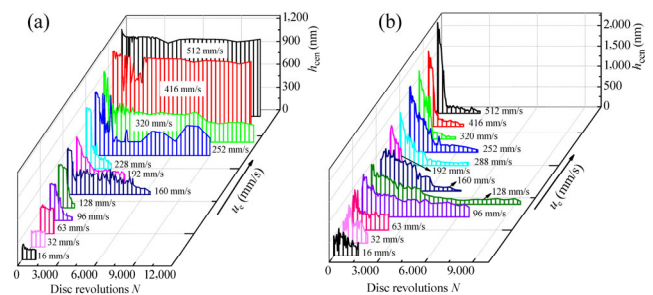 (a)
1,200
900
600
300
0
h_cen (nm)
512 mm/s
416 mm/s
320 mm/s
252 mm/s
228 mm/s
192 mm/s
160 mm/s
128 mm/s
96 mm/s
63 mm/s
32 mm/s
16 mm/s
u_e (mm/s)
0 3.000 6.000 9.000 12.000
Disc revolutions N
(b)
2.000
1.500
1.000
500
0
h_cen (nm)
512 mm/s
416 mm/s
320 mm/s
252 mm/s
288 mm/s
192 mm/s
160 mm/s
128 mm/s
96 mm/s
63 mm/s
32 mm/s
16 mm/s
u_e (mm/s)
0 3.000 6.000 9.000
Disc revolutions N